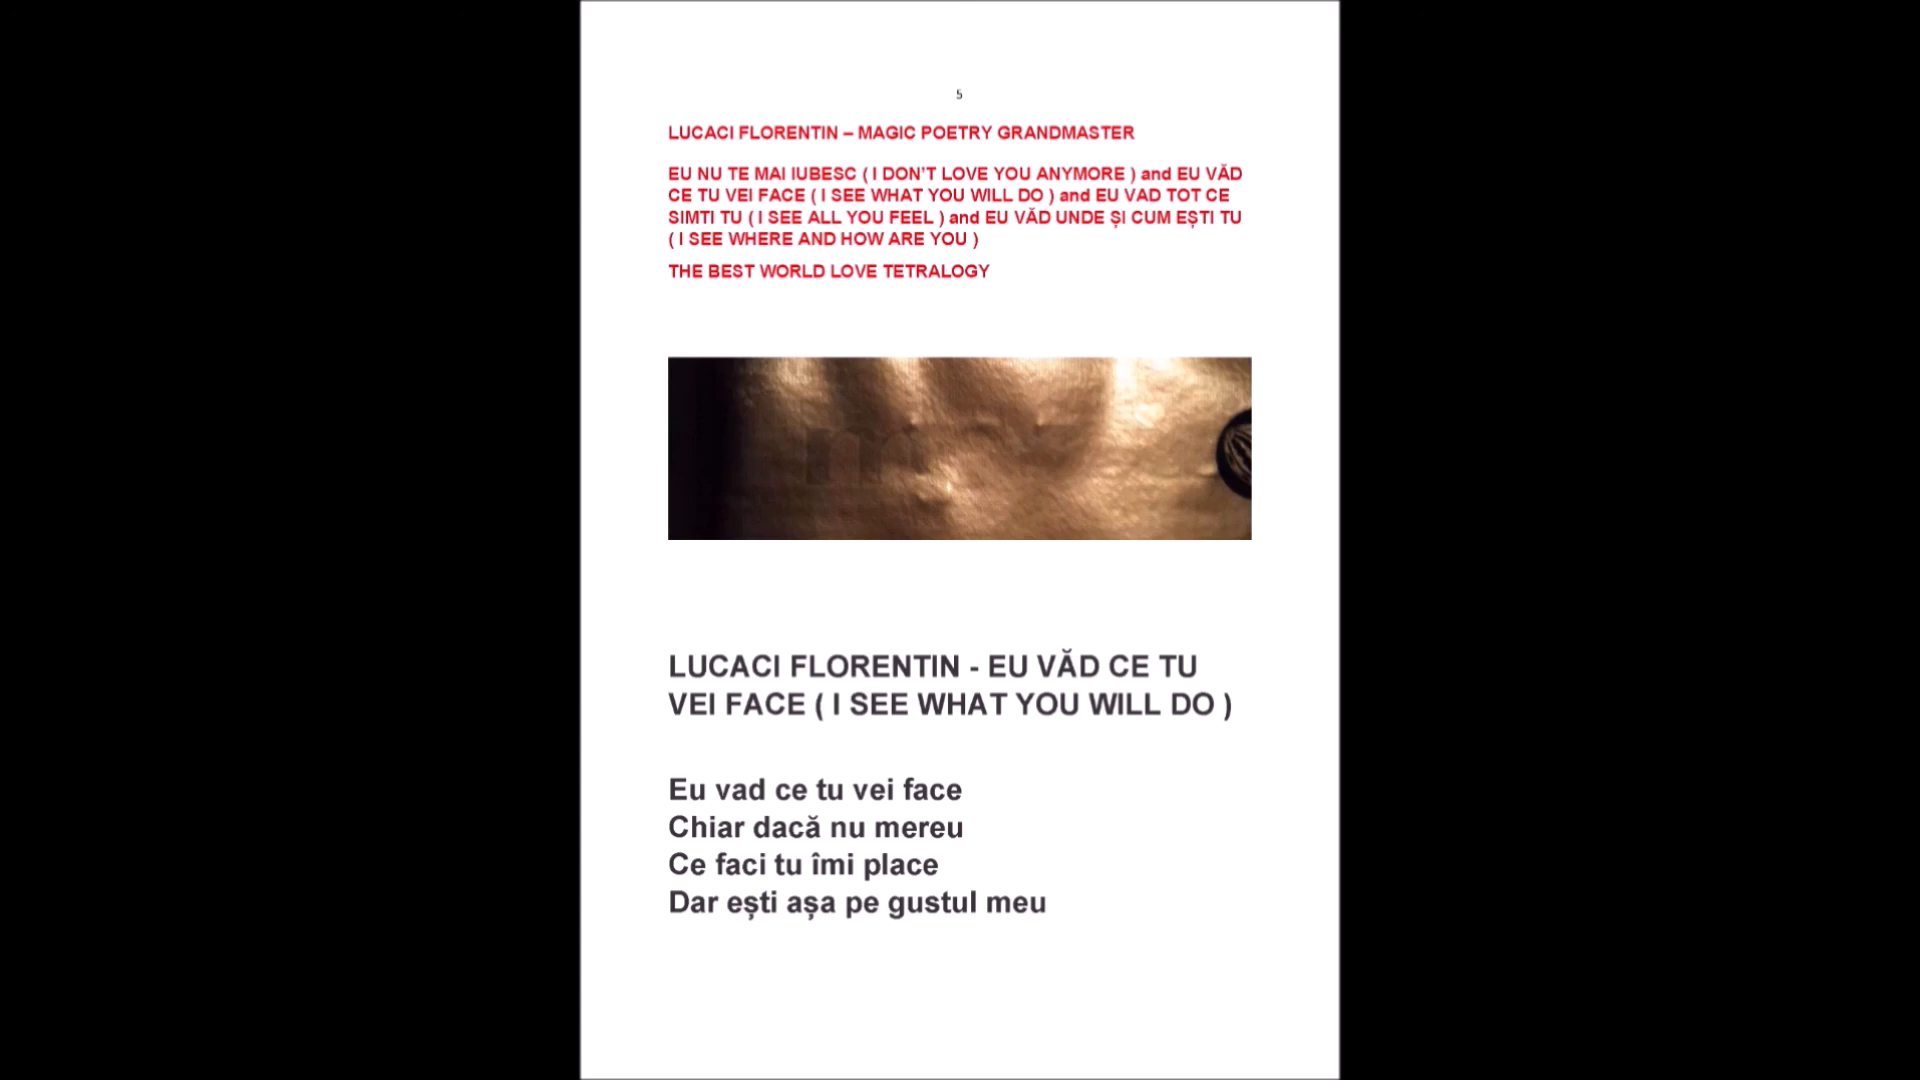 5
LUCACI FLORENTIN – MAGIC POETRY GRANDMASTER
EU NU TE MAI IUBESC ( I DON'T LOVE YOU ANYMORE ) and EU VĂD
CE TU VEI FACE ( I SEE WHAT YOU WILL DO ) and EU VAD TOT CE
SIMTI TU ( I SEE ALL YOU FEEL ) and EU VĂD UNDE ȘI CUM EȘTI TU
( I SEE WHERE AND HOW ARE YOU )
THE BEST WORLD LOVE TETRALOGY
LUCACI FLORENTIN - EU VĂD CE TU
VEI FACE ( I SEE WHAT YOU WILL DO )
Eu vad ce tu vei face
Chiar dacă nu mereu
Ce faci tu îmi place
Dar ești așa pe gustul meu